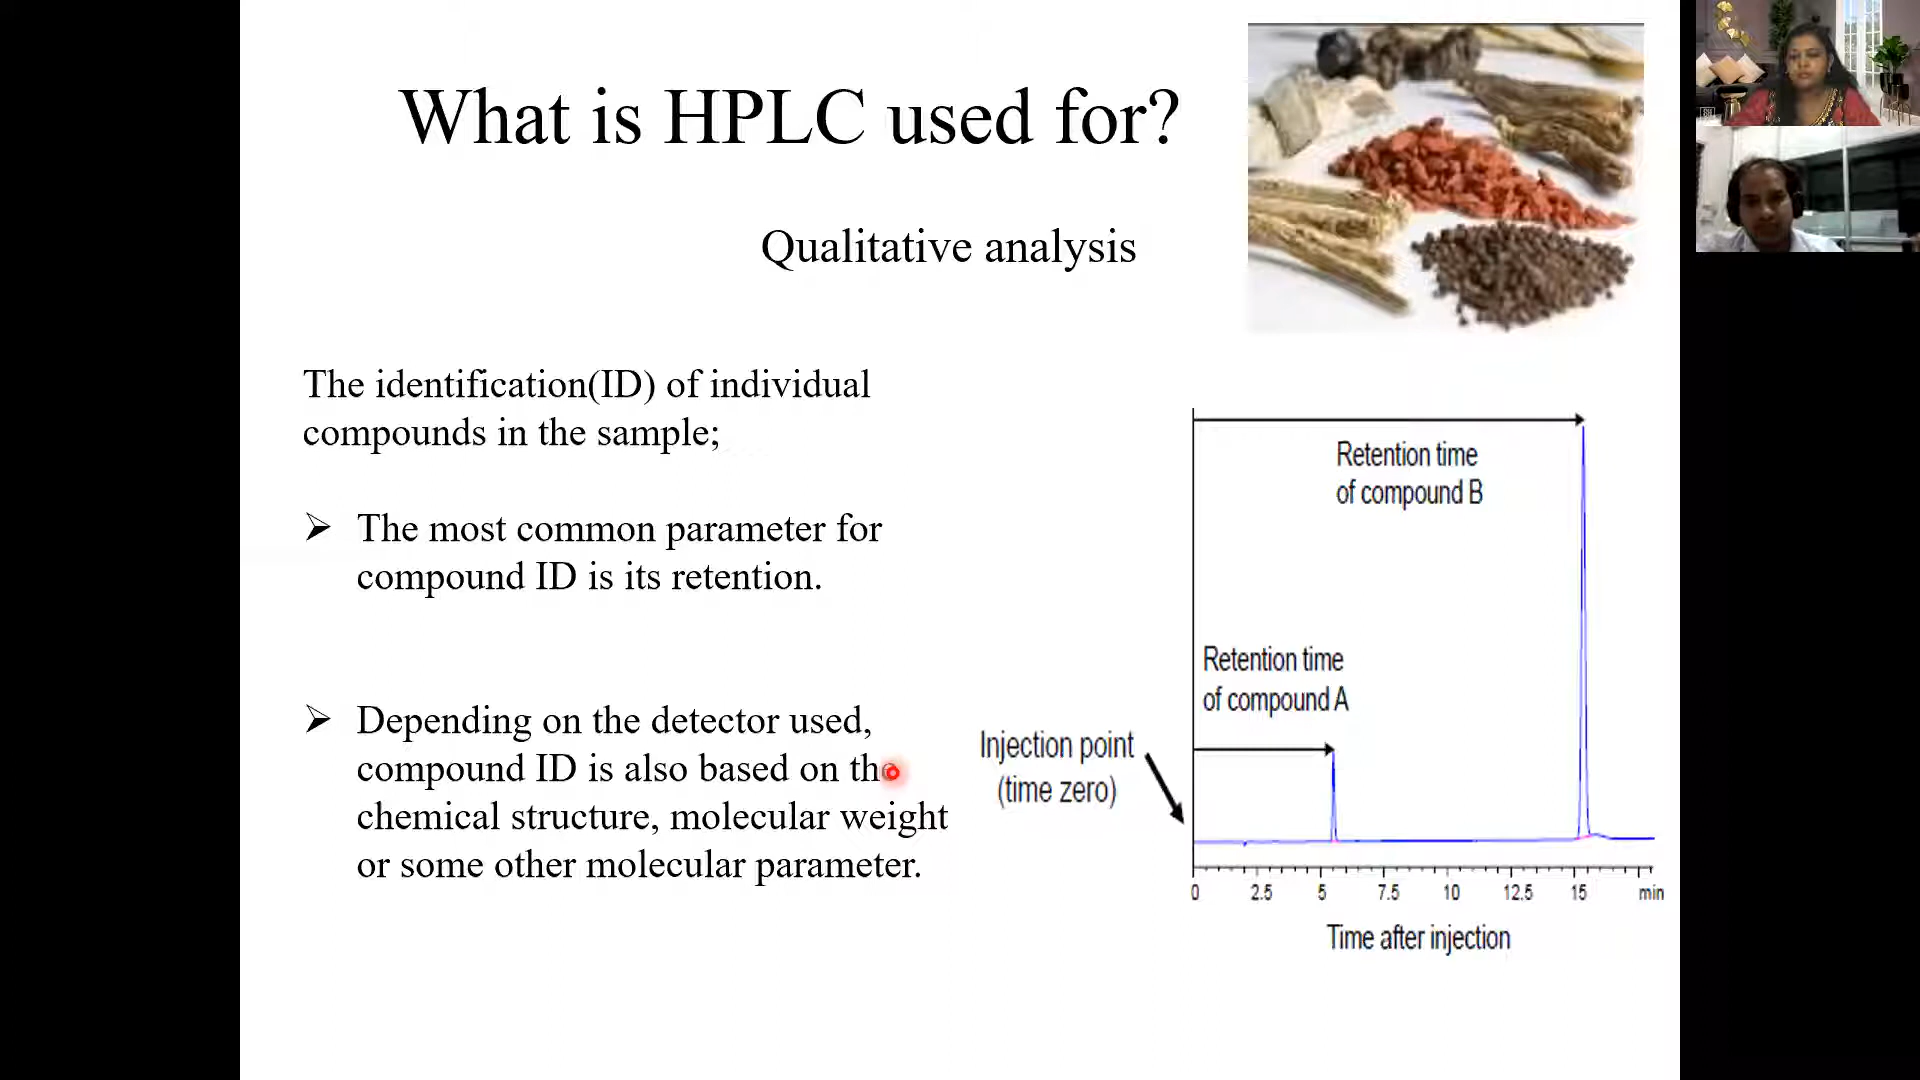 What is HPLC used for?
Qualitative analysis
The identification(ID) of individual
compounds in the sample;
➢ The most common parameter for
compound ID is its retention.
➢ Depending on the detector used,
compound ID is also based on the
chemical structure, molecular weight
or some other molecular parameter.
Retention time
of compound B
Retention time
of compound A
Injection point
(time zero)
0 2.5 5 7.5 10 12.5 15 min
Time after injection